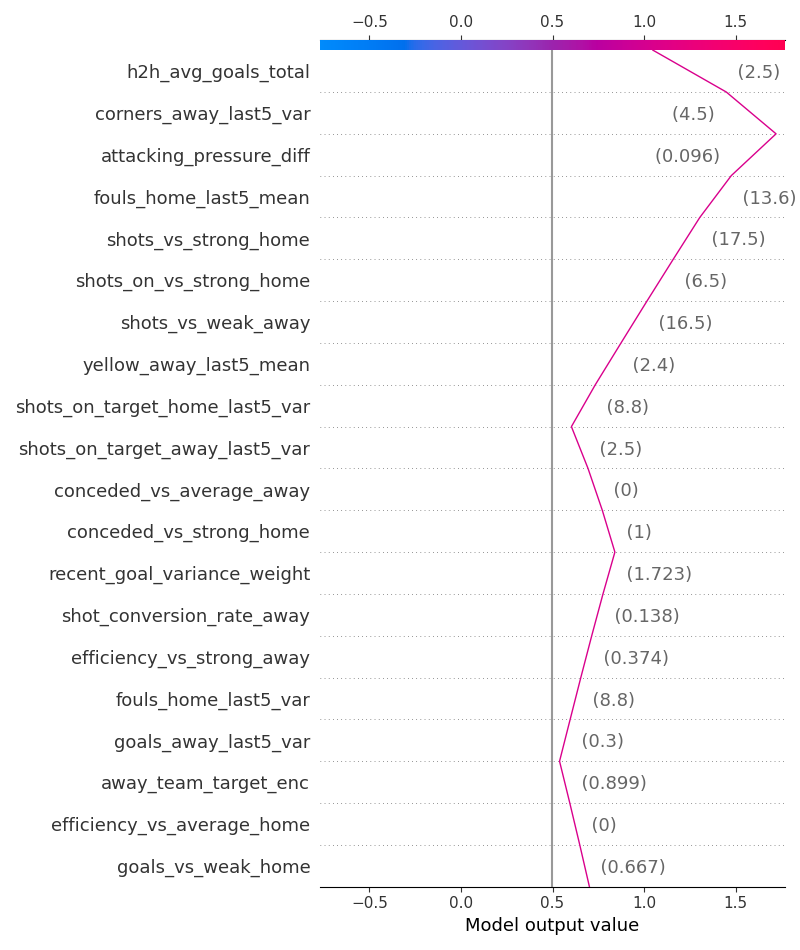 −0.5 0.0 0.5 1.0 1.5
h2h_avg_goals_total (2.5)
corners_away_last5_var (4.5)
attacking_pressure_diff (0.096)
fouls_home_last5_mean (13.6)
shots_vs_strong_home (17.5)
shots_on_vs_strong_home (6.5)
shots_vs_weak_away (16.5)
yellow_away_last5_mean (2.4)
shots_on_target_home_last5_var (8.8)
shots_on_target_away_last5_var (2.5)
conceded_vs_average_away (0)
conceded_vs_strong_home (1)
recent_goal_variance_weight (1.723)
shot_conversion_rate_away (0.138)
efficiency_vs_strong_away (0.374)
fouls_home_last5_var (8.8)
goals_away_last5_var (0.3)
away_team_target_enc (0.899)
efficiency_vs_average_home (0)
goals_vs_weak_home (0.667)
−0.5 0.0 0.5 1.0 1.5
Model output value